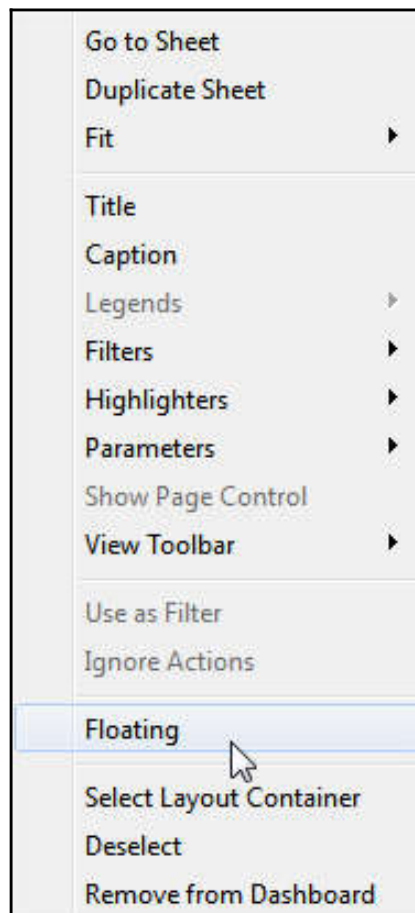 Go to Sheet
Duplicate Sheet
Fit
Title
Caption
Legends
Filters
Highlighters
Parameters
Show Page Control
View Toolbar
Use as Filter
Ignore Actions
Floating
Select Layout Container
Deselect
Remove from Dashboard